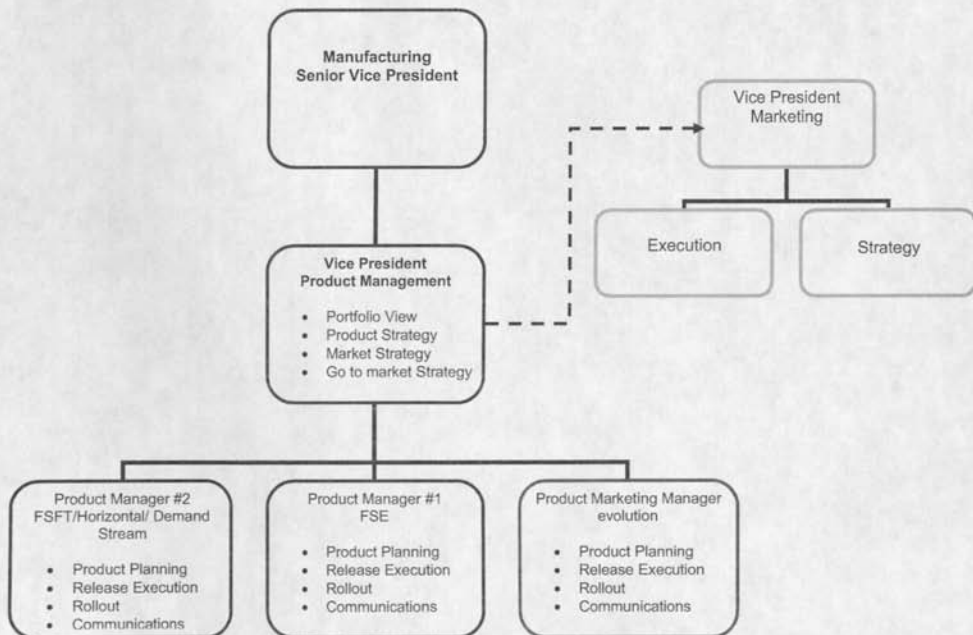 Manufacturing
Senior Vice President
Vice President
Marketing
Execution
Strategy
Vice President
Product Management
• Portfolio View
• Product Strategy
• Market Strategy
• Go to market Strategy
Product Manager #2
FSFT/Horizontal/ Demand
Stream
• Product Planning
• Release Execution
• Rollout
• Communications
Product Manager #1
FSE
• Product Planning
• Release Execution
• Rollout
• Communications
Product Marketing Manager
evolution
• Product Planning
• Release Execution
• Rollout
• Communications